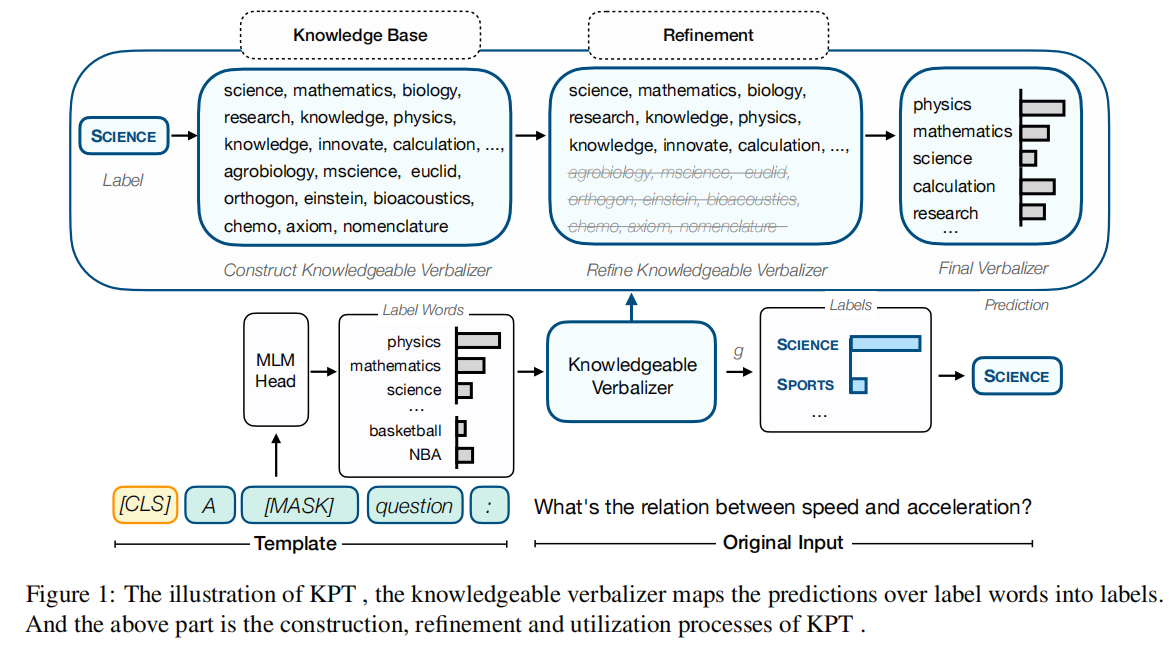 Knowledge Base
Refinement
SCIENCE
Label
science, mathematics, biology,
research, knowledge, physics,
knowledge, innovate, calculation, ...,
agrobiology, mscience, euclid,
orthogon, einstein, bioacoustics,
chemo, axiom, nomenclature
Construct Knowledgeable Verbalizer
science, mathematics, biology,
research, knowledge, physics,
knowledge, innovate, calculation, ...,
agrobiology, mscience, euclid,
orthogon, einstein, bioacoustics,
chemo, axiom, nomenclature
Refine Knowledgeable Verbalizer
physics
mathematics
science
calculation
research
...
Final Verbalizer
MLM
Head
Label Words
physics
mathematics
science
...
basketball
NBA
Knowledgeable
Verbalizer
g
Labels
SCIENCE
SPORTS
...
Prediction
SCIENCE
[CLS] A [MASK] question :
What's the relation between speed and acceleration?
Template
Original Input
Figure 1: The illustration of KPT , the knowledgeable verbalizer maps the predictions over label words into labels.
And the above part is the construction, refinement and utilization processes of KPT .